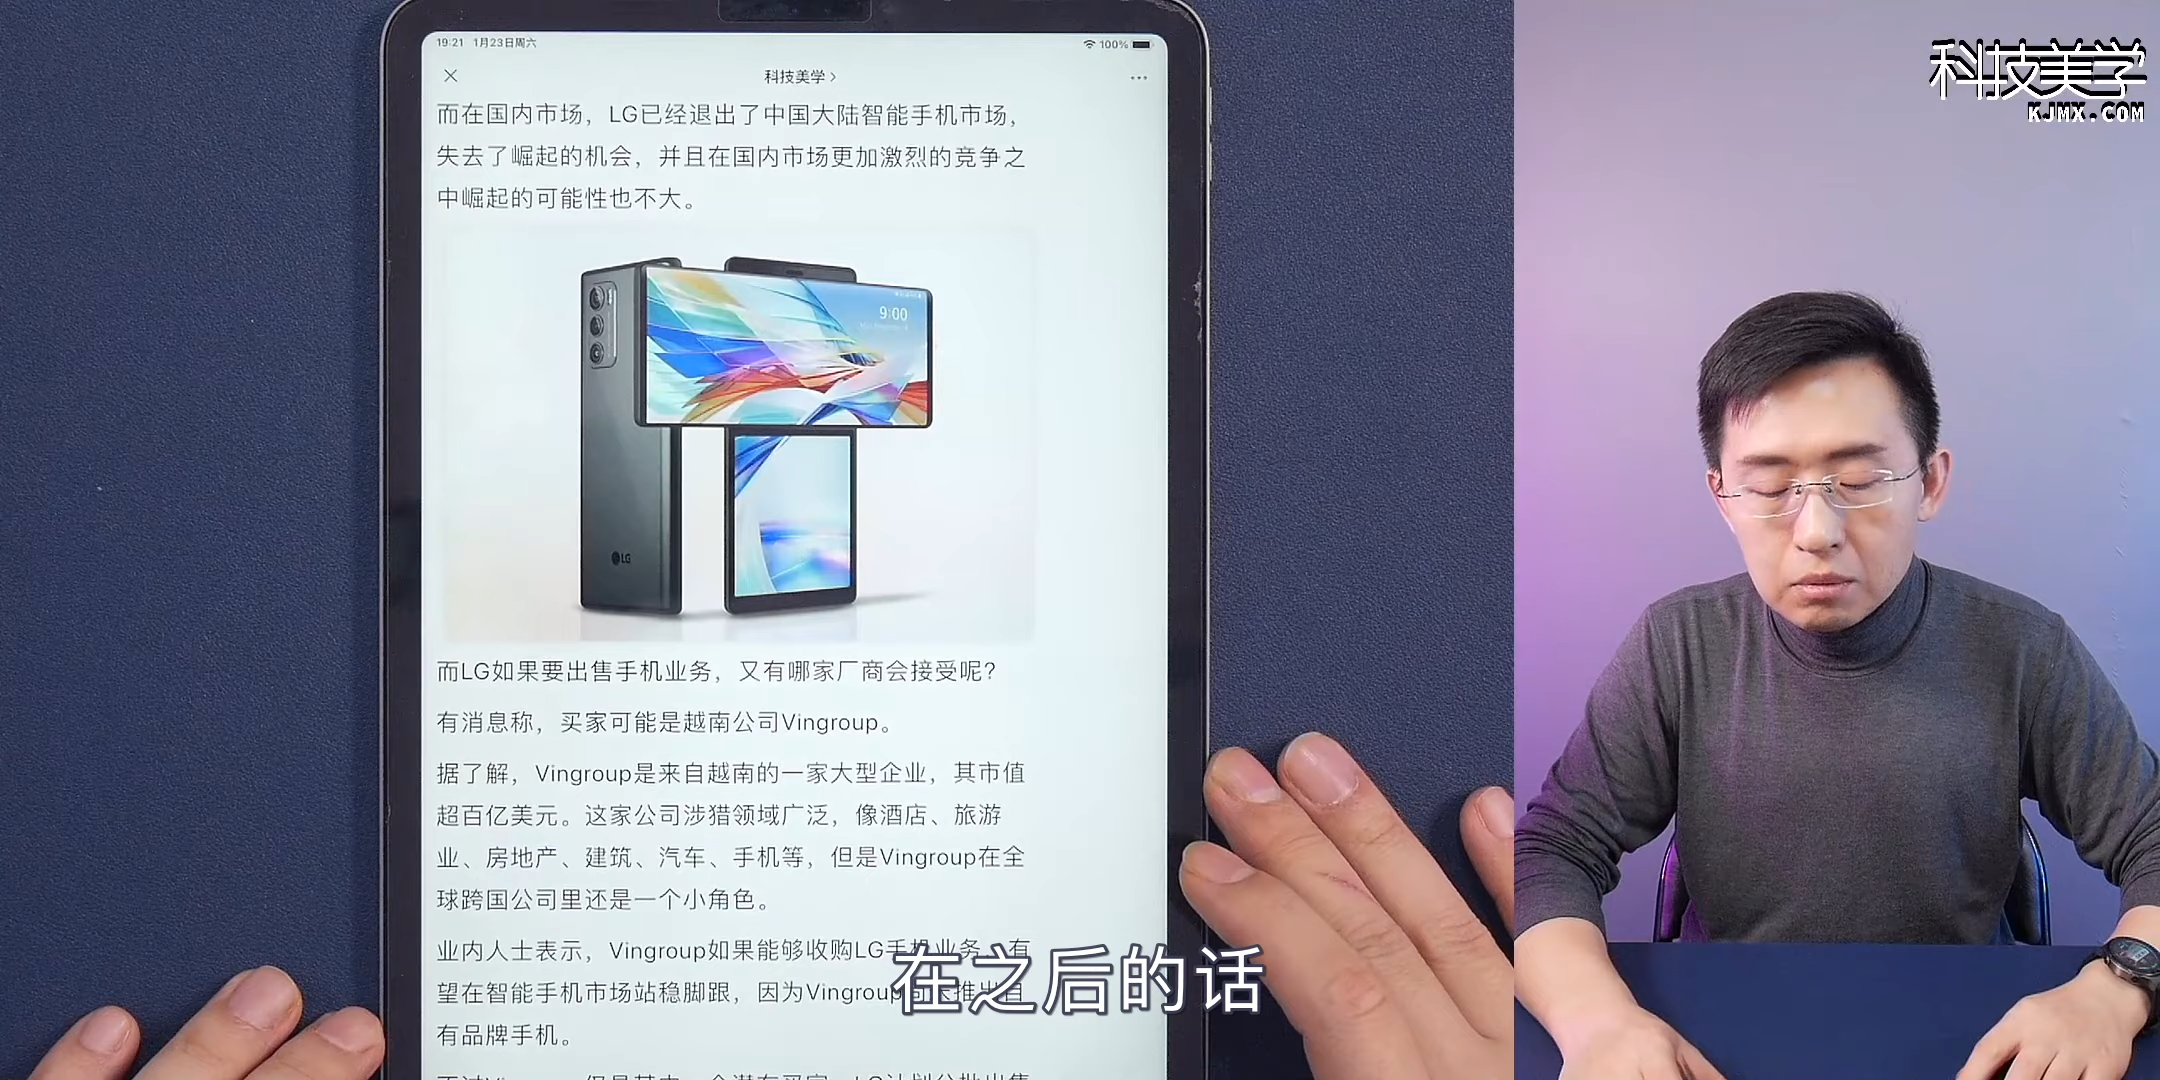 19:21 1月23日周六
100%
科技美学
而在国内市场，LG已经退出了中国大陆智能手机市场，
失去了崛起的机会，并且在国内市场更加激烈的竞争之
中崛起的可能性也不大。
9:00
LG
而LG如果要出售手机业务，又有哪家厂商会接受呢？
有消息称，买家可能是越南公司Vingroup。
据了解，Vingroup是来自越南的一家大型企业，其市值
超百亿美元。这家公司涉猎领域广泛，像酒店、旅游
业、房地产、建筑、汽车、手机等，但是Vingroup在全
球跨国公司里还是一个小角色。
业内人士表示，Vingroup如果能够收购LG手机业务，有
望在智能手机市场站稳脚跟，因为Vingroup
有品牌手机。
在之后的话
科技美学
KJMX.COM